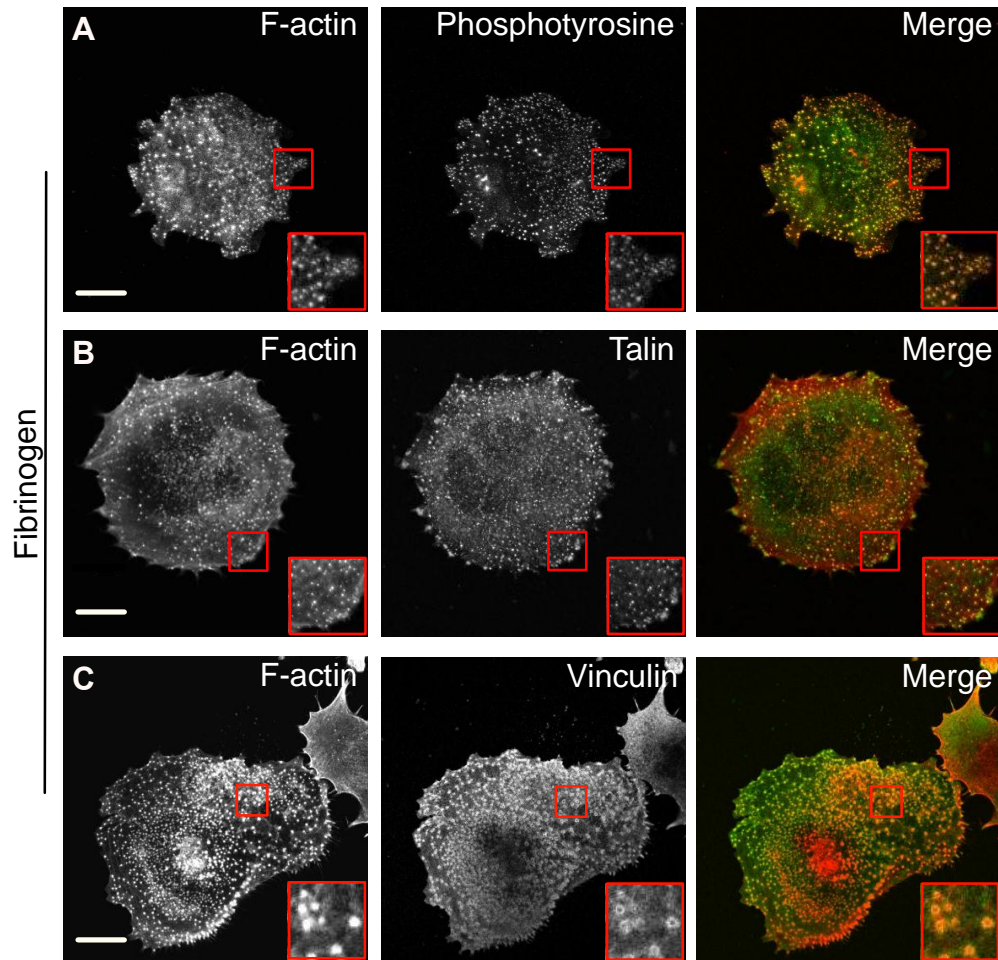 A F-actin Phosphotyrosine Merge
B F-actin Talin Merge
Fibrinogen
C F-actin Vinculin Merge